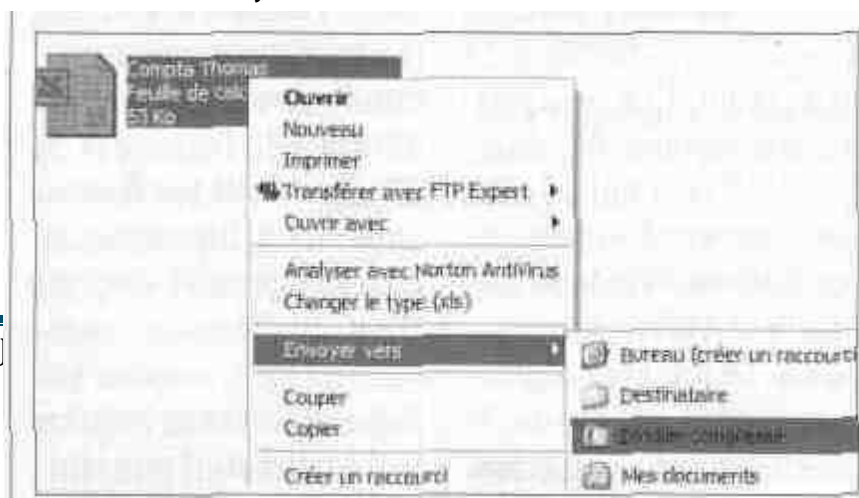 Compta Thomas
Feuille de calc
51 Ko
Ouvrir
Nouveau
Imprimer
Transférer avec FTP Expert
Ouvrir avec
Analyser avec Norton AntiVirus
Changer le type (xls)
Envoyer vers
Couper
Copier
Créer un raccourci
Bureau (créer un raccourci
Destinataire
Dossier compressé
Mes documents